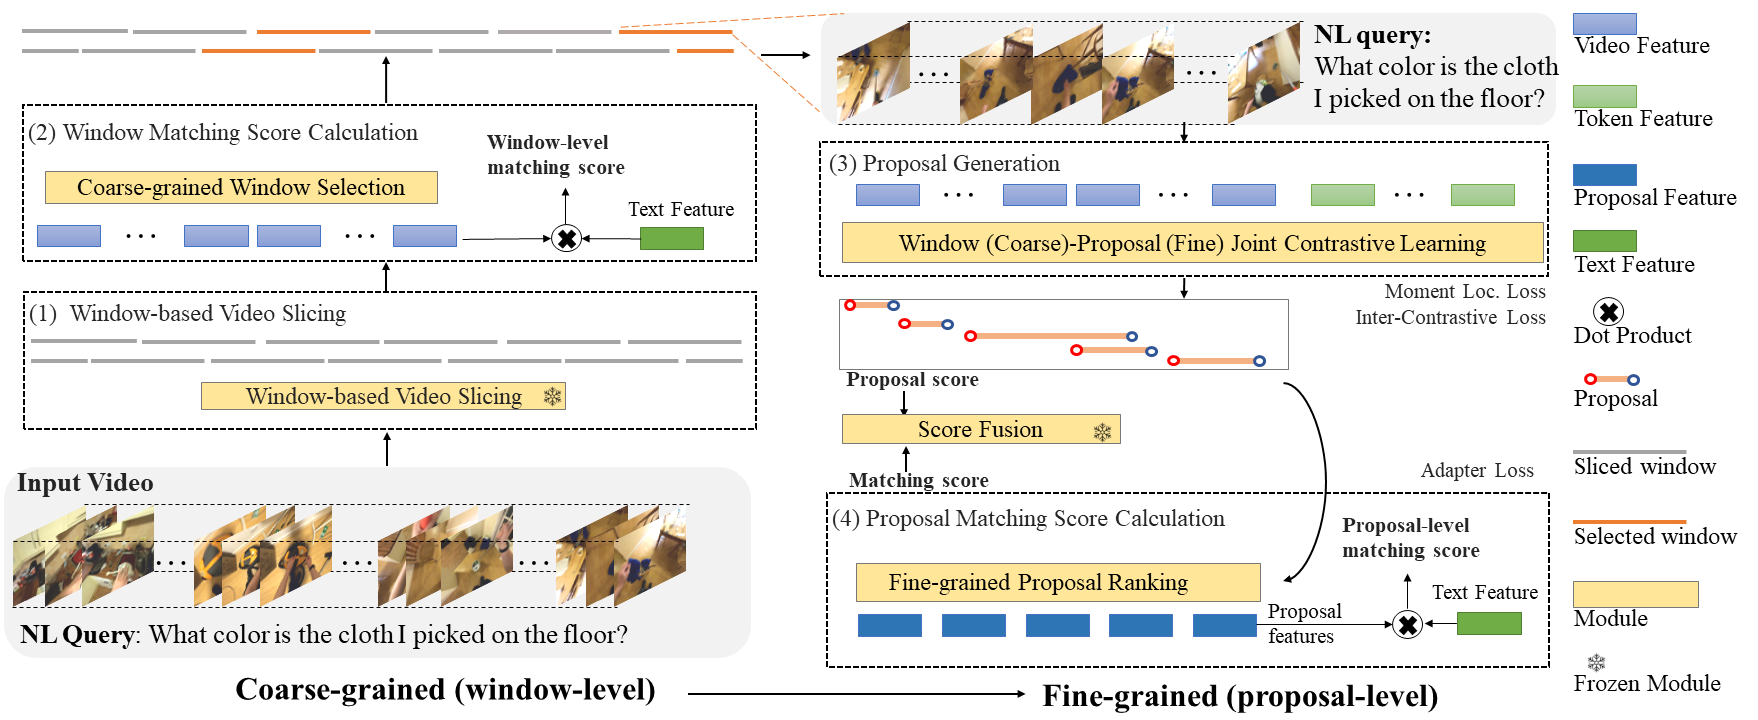 (2) Window Matching Score Calculation
Window-level
matching score
Coarse-grained Window Selection
Text Feature
(1) Window-based Video Slicing
Window-based Video Slicing
Input Video
NL Query: What color is the cloth I picked on the floor?
Coarse-grained (window-level)
NL query:
What color is the cloth
I picked on the floor?
(3) Proposal Generation
Window (Coarse)-Proposal (Fine) Joint Contrastive Learning
Moment Loc. Loss
Inter-Contrastive Loss
Proposal score
Score Fusion
Matching score
Adapter Loss
(4) Proposal Matching Score Calculation
Proposal-level
matching score
Fine-grained Proposal Ranking
Text Feature
Proposal
features
Fine-grained (proposal-level)
Video Feature
Token Feature
Proposal Feature
Text Feature
Dot Product
Proposal
Sliced window
Selected window
Module
Frozen Module